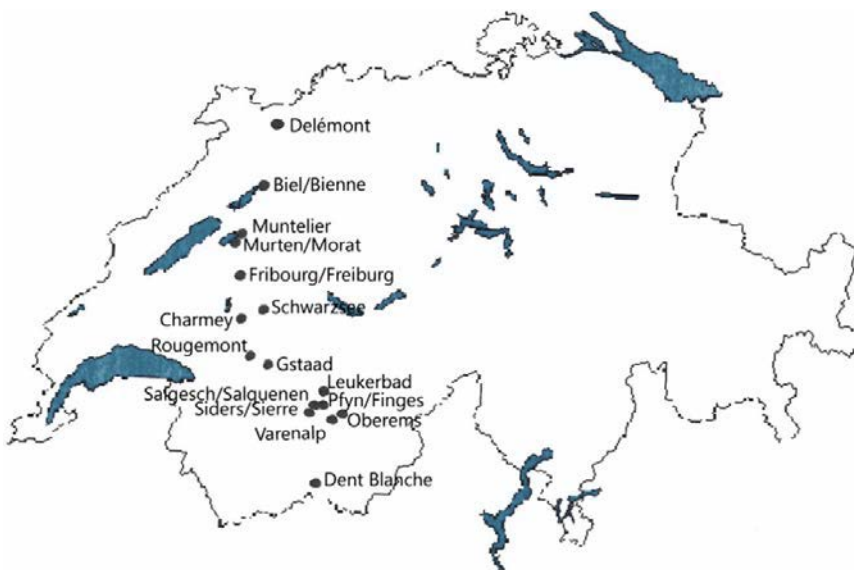 Delémont
Biel/Bienne
Muntelier
Murten/Morat
Fribourg/Freiburg
Schwarzsee
Charmey
Rougemont
Gstaad
Leukerbad
Salgesch/Salquenen
Pfyn/Finges
Siders/Sierre
Oberems
Varenalp
Dent Blanche